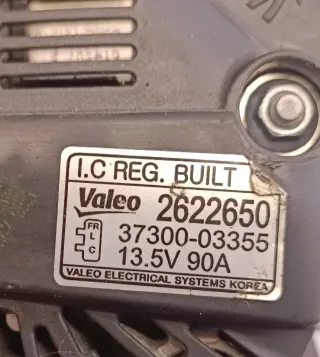 I.C REG. BUILT
Valeo 2622650
FR
L
C
37300-03355
13.5V 90A
VALEO ELECTRICAL SYSTEMS KOREA